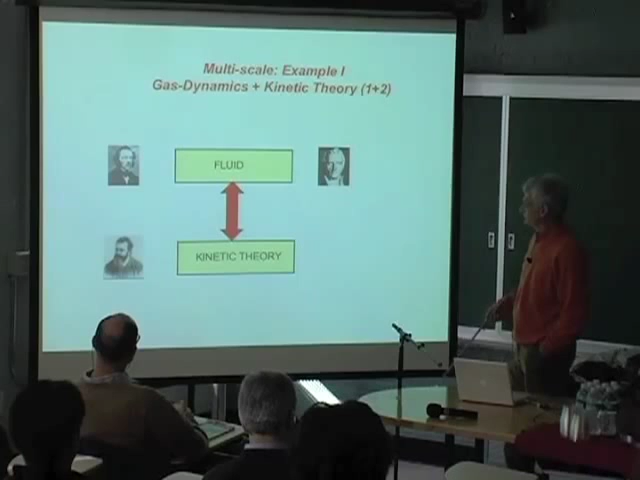 Multi-scale: Example I
Gas-Dynamics + Kinetic Theory (1+2)
FLUID
KINETIC THEORY